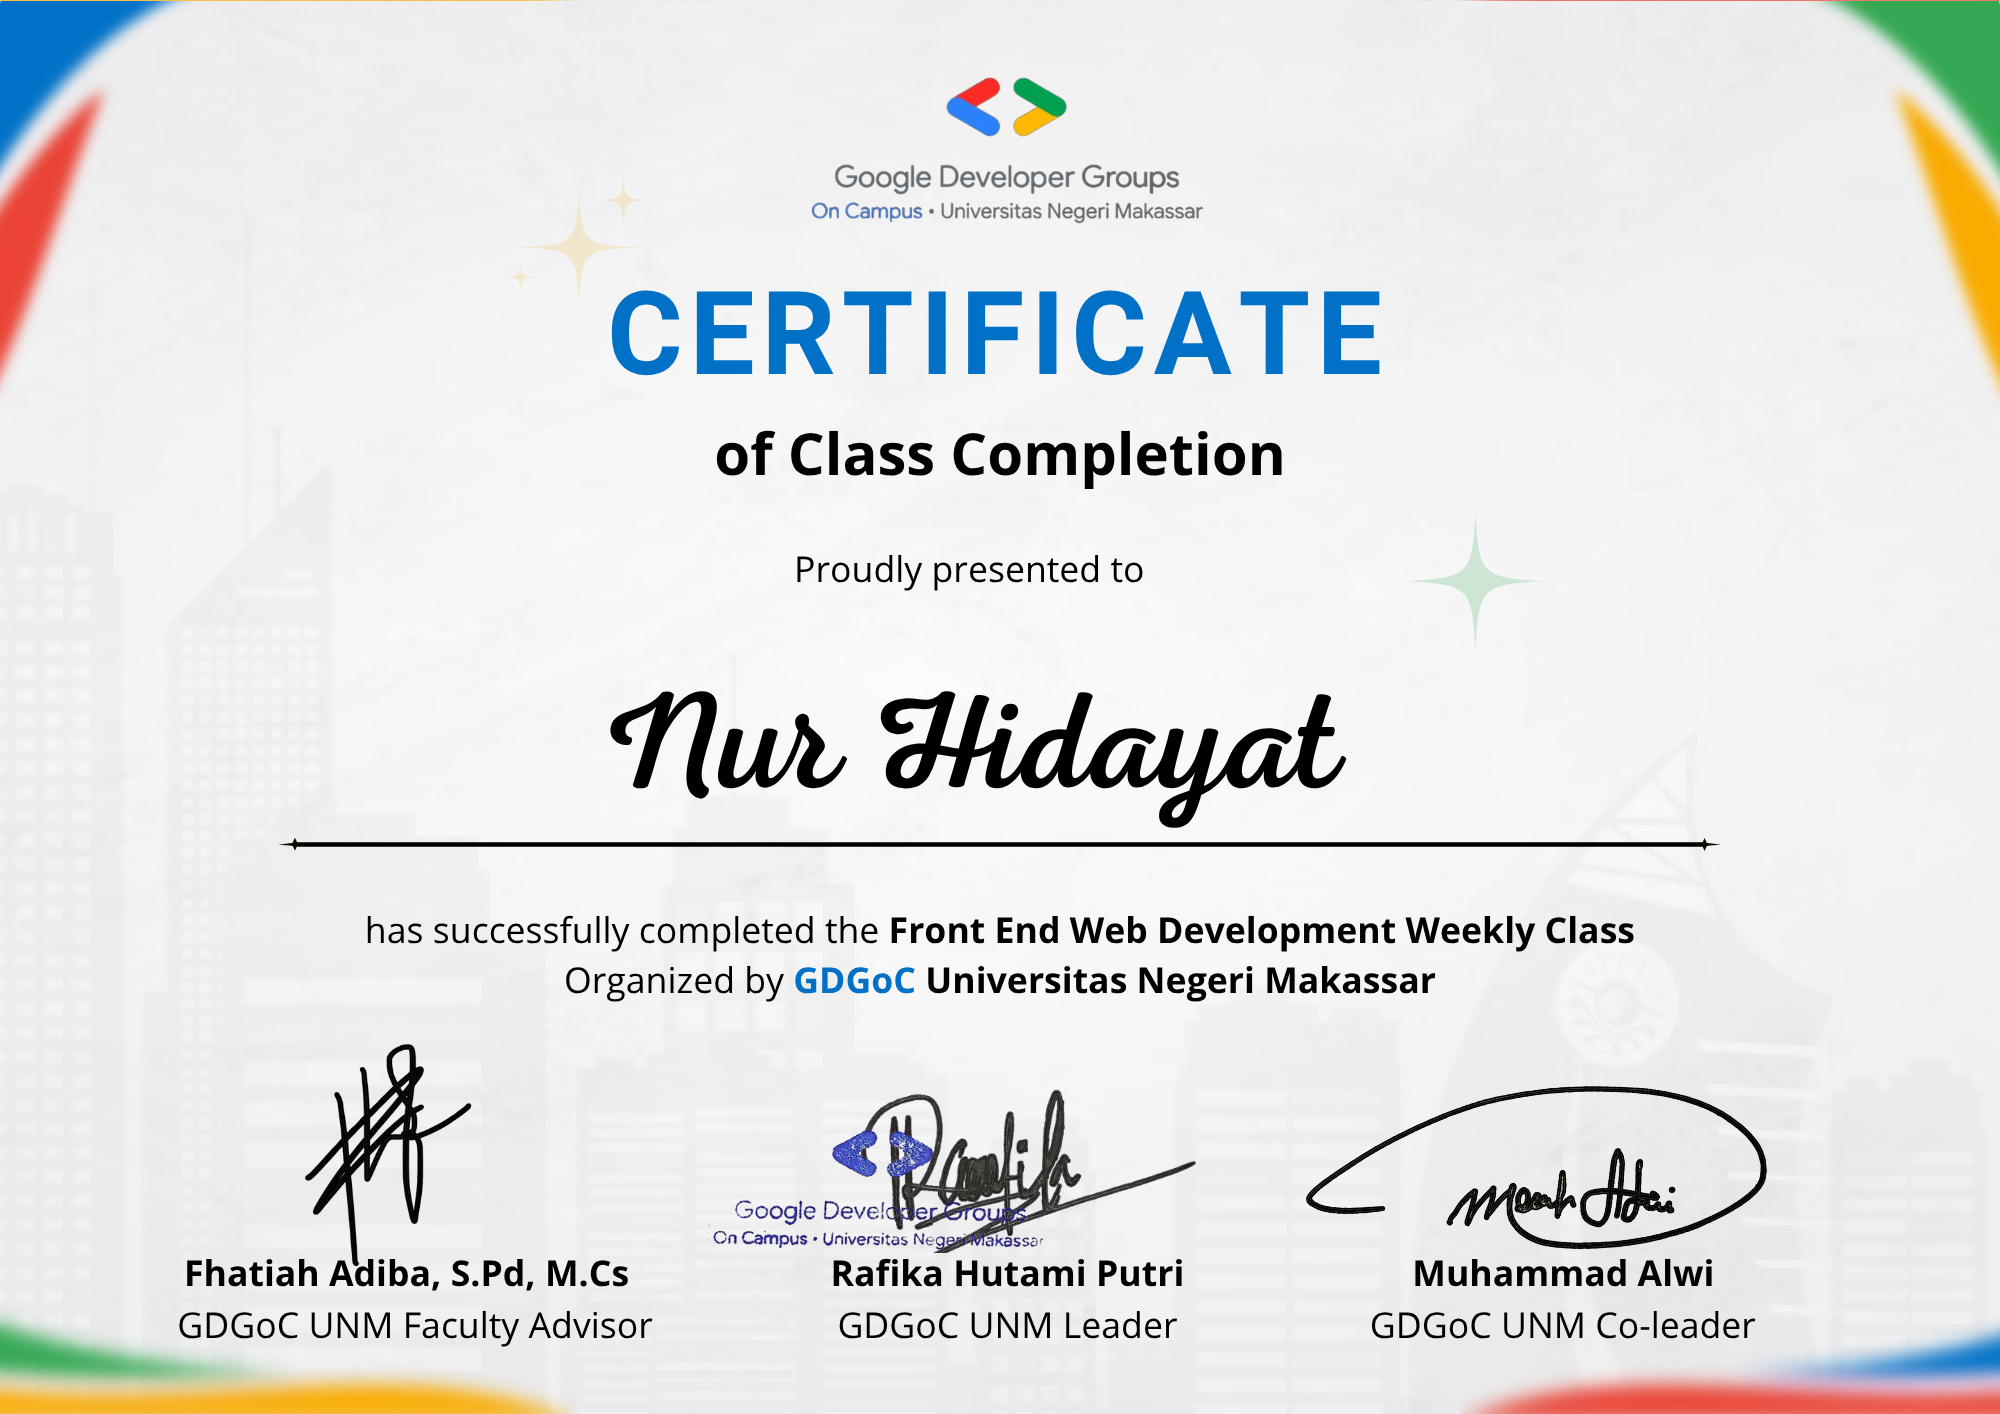 Google Developer Groups
On Campus • Universitas Negeri Makassar
CERTIFICATE
of Class Completion
Proudly presented to
Nur Hidayat
has successfully completed the Front End Web Development Weekly Class
Organized by GDGoC Universitas Negeri Makassar
Google Developer Groups
On Campus • Universitas Negeri Makassar
Fhatiah Adiba, S.Pd, M.Cs
GDGoC UNM Faculty Advisor
Rafika Hutami Putri
GDGoC UNM Leader
Muhammad Alwi
GDGoC UNM Co-leader